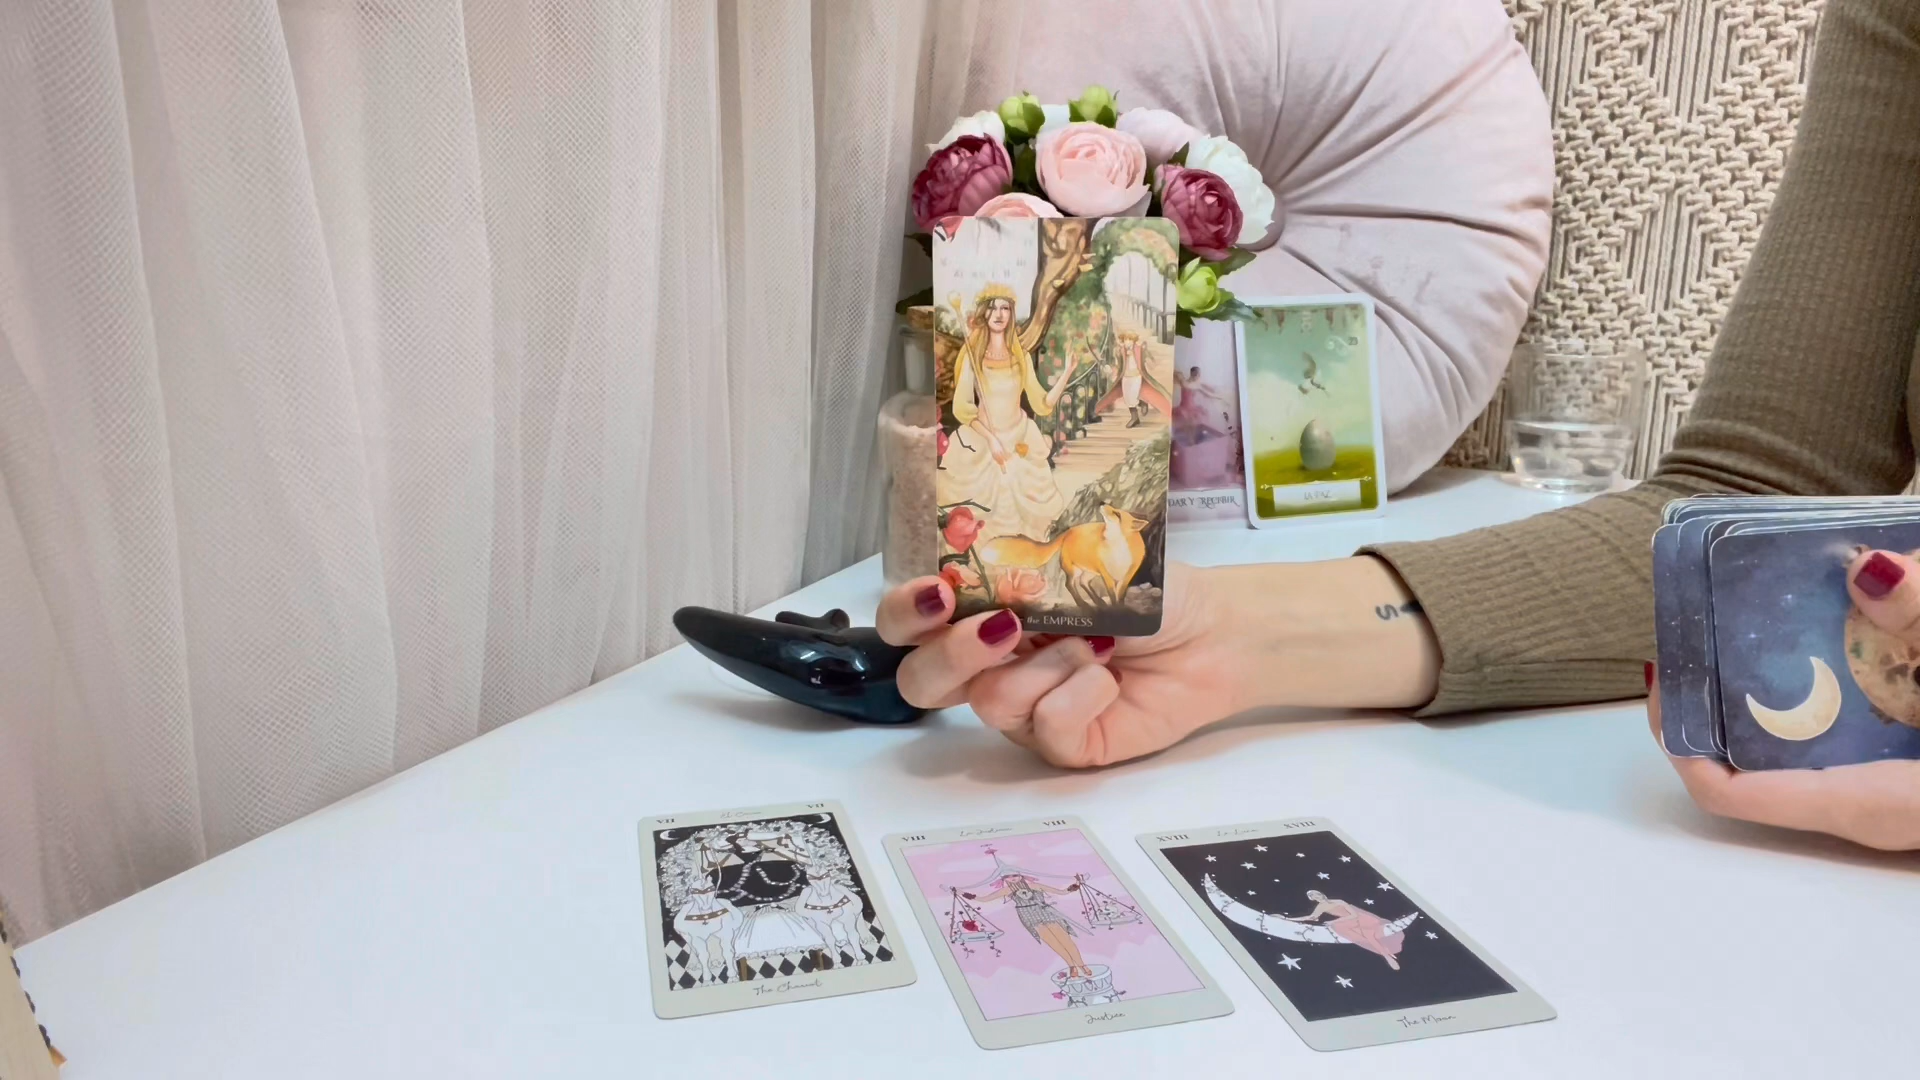 the EMPRESS
DAR Y RECIBIR
LA PAZ
VII VII
The Chariot
VIII La Justicia VIII
Justice
XVIII La Luna XVIII
The Moon
S